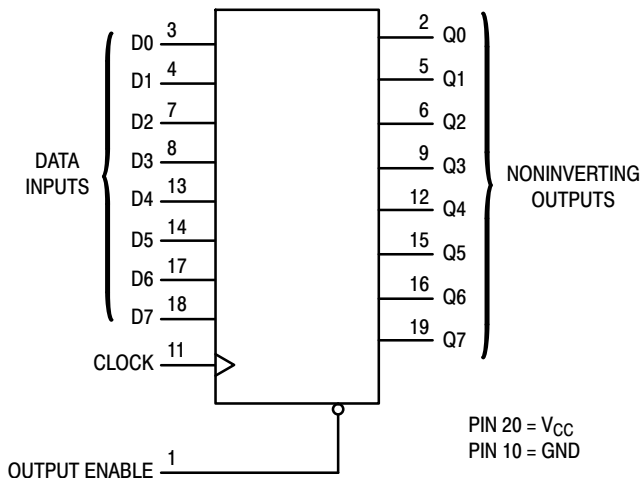 DATA
INPUTS
D0 3
D1 4
D2 7
D3 8
D4 13
D5 14
D6 17
D7 18
CLOCK 11
OUTPUT ENABLE 1
2 Q0
5 Q1
6 Q2
9 Q3
12 Q4
15 Q5
16 Q6
19 Q7
NONINVERTING
OUTPUTS
PIN 20 = VCC
PIN 10 = GND